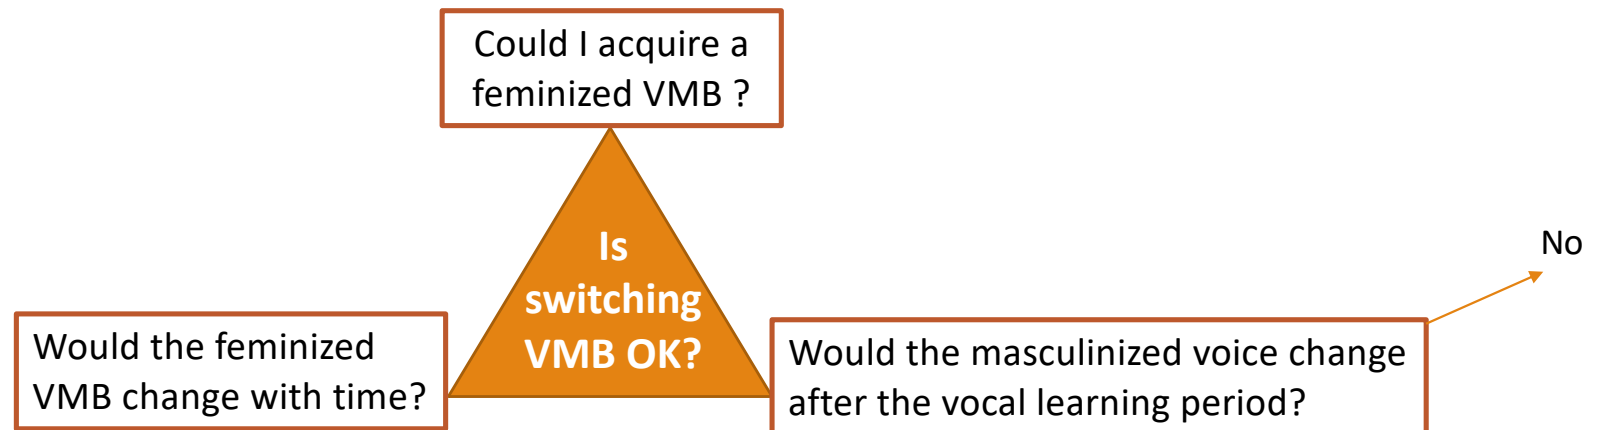 Could I acquire a
feminized VMB ?
Is
switching
VMB OK?
No
Would the feminized
VMB change with time?
Would the masculinized voice change
after the vocal learning period?